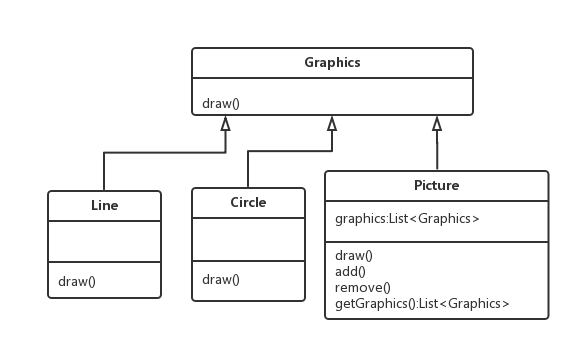 Graphics
draw()
Line
draw()
Circle
draw()
Picture
graphics:List<Graphics>
draw()
add()
remove()
getGraphics():List<Graphics>